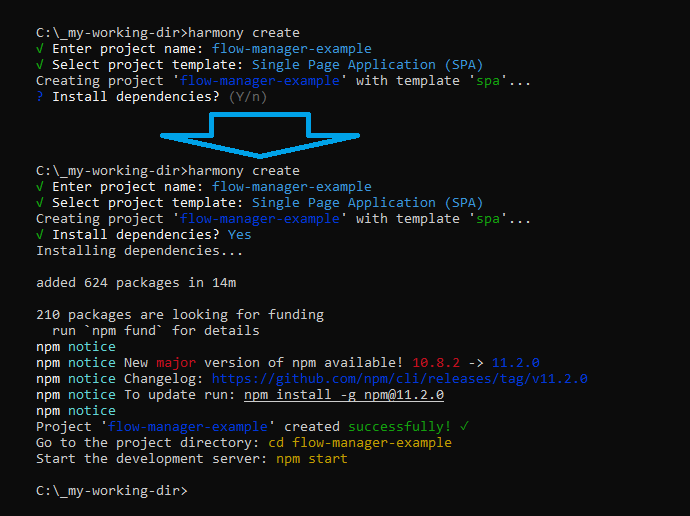 C:\_my-working-dir>harmony create
√ Enter project name: flow-manager-example
√ Select project template: Single Page Application (SPA)
Creating project 'flow-manager-example' with template 'spa'...
? Install dependencies? (Y/n)
C:\_my-working-dir>harmony create
√ Enter project name: flow-manager-example
√ Select project template: Single Page Application (SPA)
Creating project 'flow-manager-example' with template 'spa'...
√ Install dependencies? Yes
Installing dependencies...
added 624 packages in 14m
210 packages are looking for funding
  run `npm fund` for details
npm notice
npm notice New major version of npm available! 10.8.2 -> 11.2.0
npm notice Changelog: https://github.com/npm/cli/releases/tag/v11.2.0
npm notice To update run: npm install -g npm@11.2.0
npm notice
Project 'flow-manager-example' created successfully! ✓
Go to the project directory: cd flow-manager-example
Start the development server: npm start
C:\_my-working-dir>